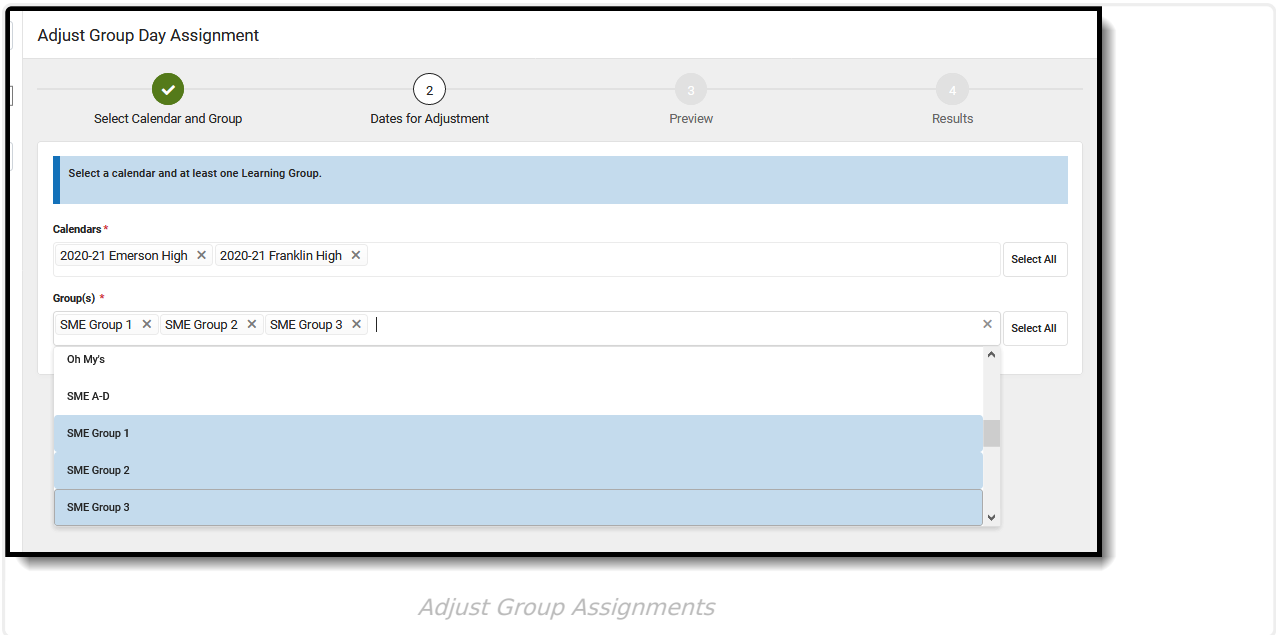 Adjust Group Day Assignment
2 3 4
Select Calendar and Group Dates for Adjustment Preview Results
Select a calendar and at least one Learning Group.
Calendars *
2020-21 Emerson High ✕ 2020-21 Franklin High ✕ Select All
Group(s) *
SME Group 1 ✕ SME Group 2 ✕ SME Group 3 ✕ ✕ Select All
Oh My's
SME A-D
SME Group 1
SME Group 2
SME Group 3
Adjust Group Assignments